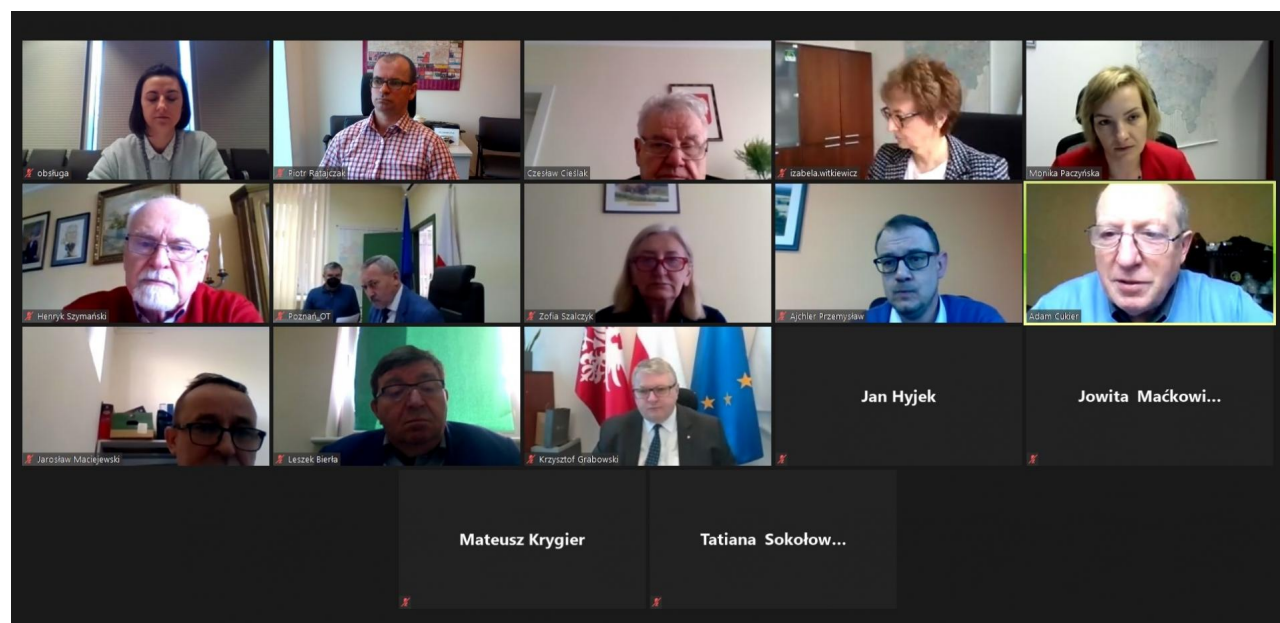 obsługa
Piotr Ratajczak
Czesław Cieślak
izabela.witkiewicz
Monika Paczyńska
Henryk Szymański
Poznań_OT
Zofia Szalczyk
Ajchler Przemysław
Adam Cukier
Jarosław Maciejewski
Leszek Bierła
Krzysztof Grabowski
Jan Hyjek
Jowita Maćkowi...
Mateusz Krygier
Tatiana Sokołow...